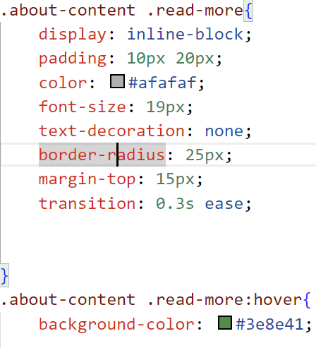 .about-content .read-more{
display: inline-block;
padding: 10px 20px;
color: #afafaf;
font-size: 19px;
text-decoration: none;
border-radius: 25px;
margin-top: 15px;
transition: 0.3s ease;
}
.about-content .read-more:hover{
background-color: #3e8e41;